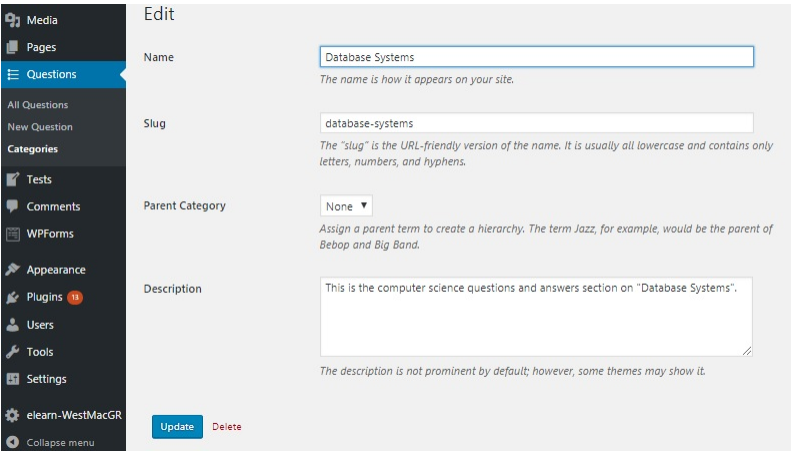 Media
Pages
Questions
All Questions
New Question
Categories
Tests
Comments
WPForms
Appearance
Plugins 13
Users
Tools
Settings
elearn-WestMacGR
Collapse menu
Edit
Name
Database Systems
The name is how it appears on your site.
Slug
database-systems
The "slug" is the URL-friendly version of the name. It is usually all lowercase and contains only
letters, numbers, and hyphens.
Parent Category
None
Assign a parent term to create a hierarchy. The term Jazz, for example, would be the parent of
Bebop and Big Band.
Description
This is the computer science questions and answers section on "Database Systems".
The description is not prominent by default; however, some themes may show it.
Update Delete